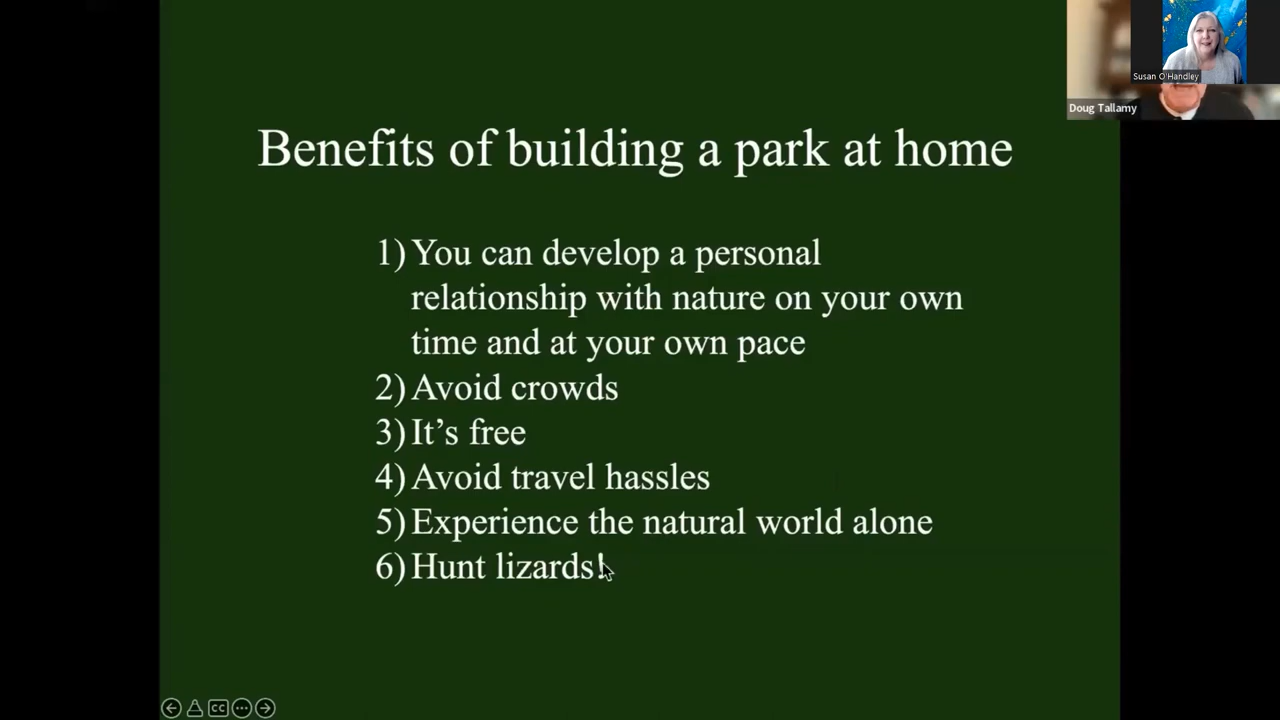 Susan O'Handley
Doug Tallamy
Benefits of building a park at home
1) You can develop a personal
relationship with nature on your own
time and at your own pace
2) Avoid crowds
3) It’s free
4) Avoid travel hassles
5) Experience the natural world alone
6) Hunt lizards!
CC